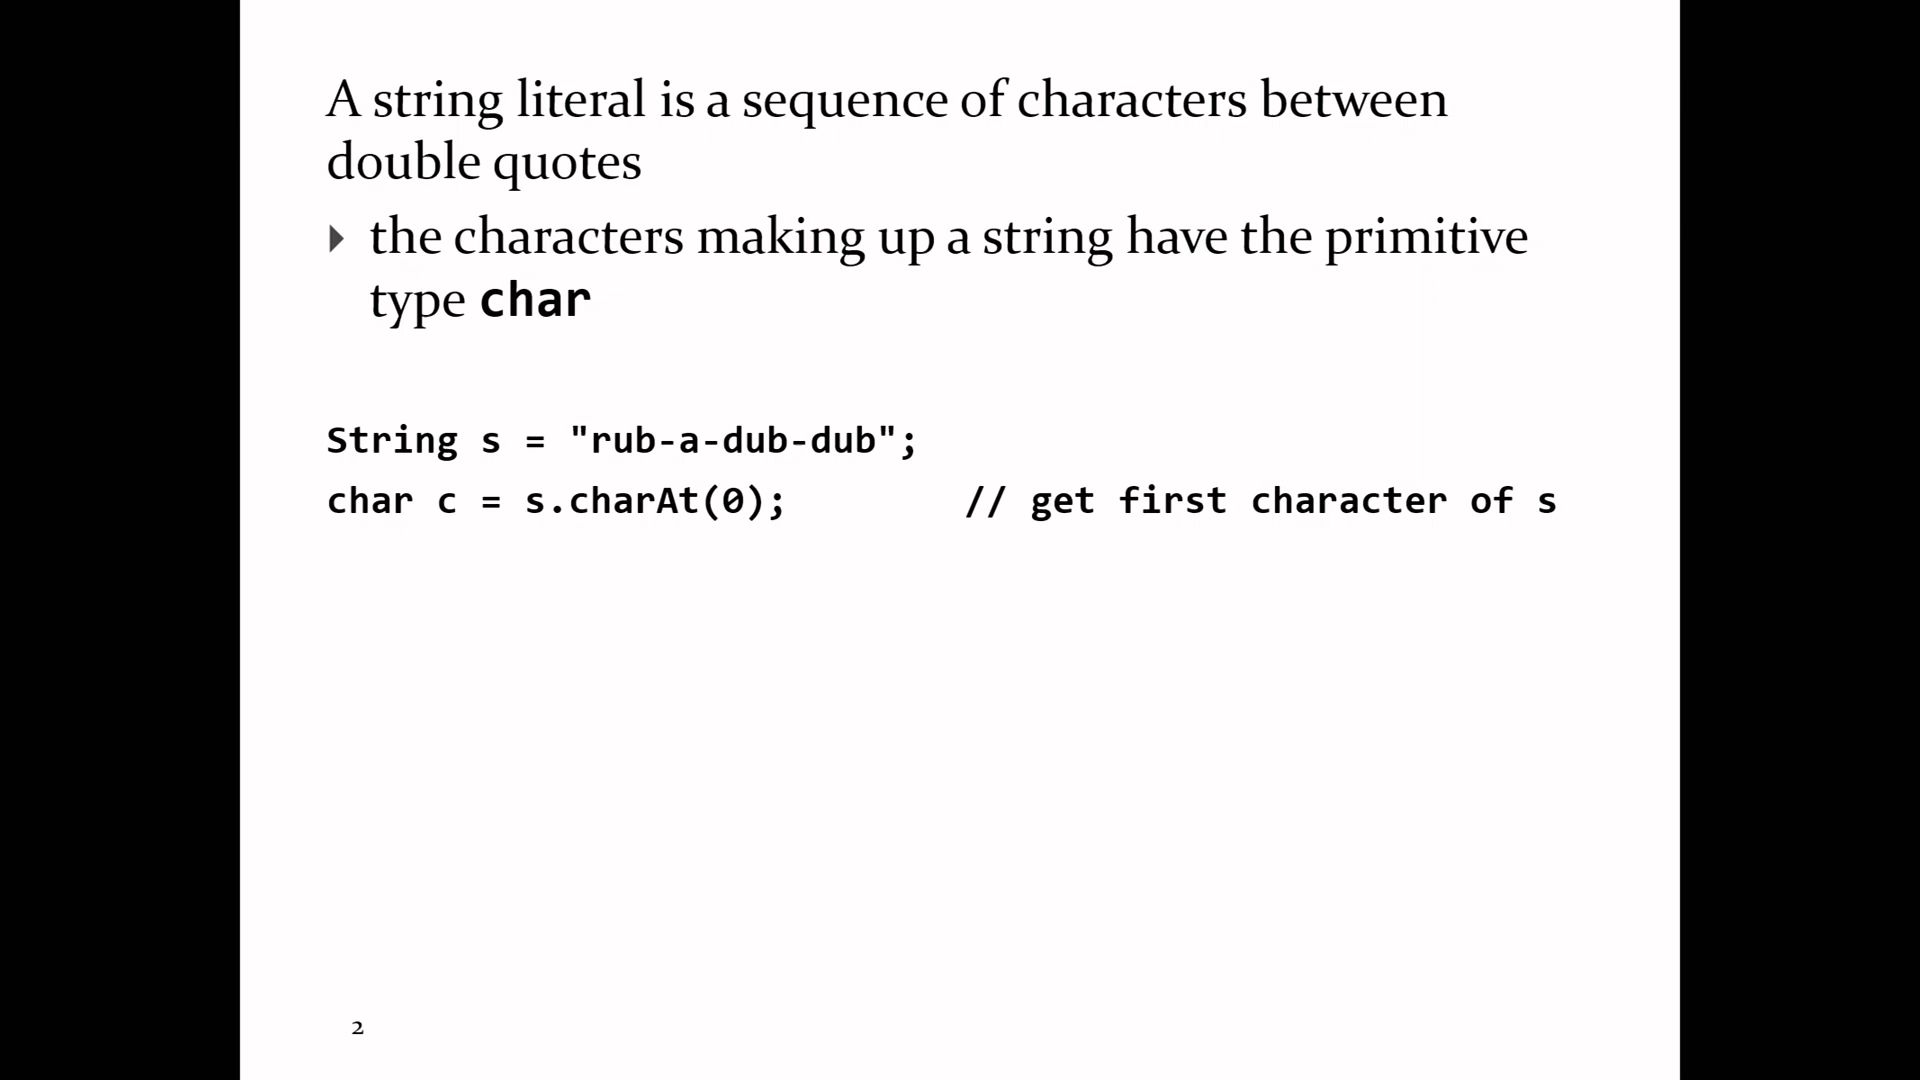 A string literal is a sequence of characters between
double quotes
the characters making up a string have the primitive
type char
String s = "rub-a-dub-dub";
char c = s.charAt(0); // get first character of s
2